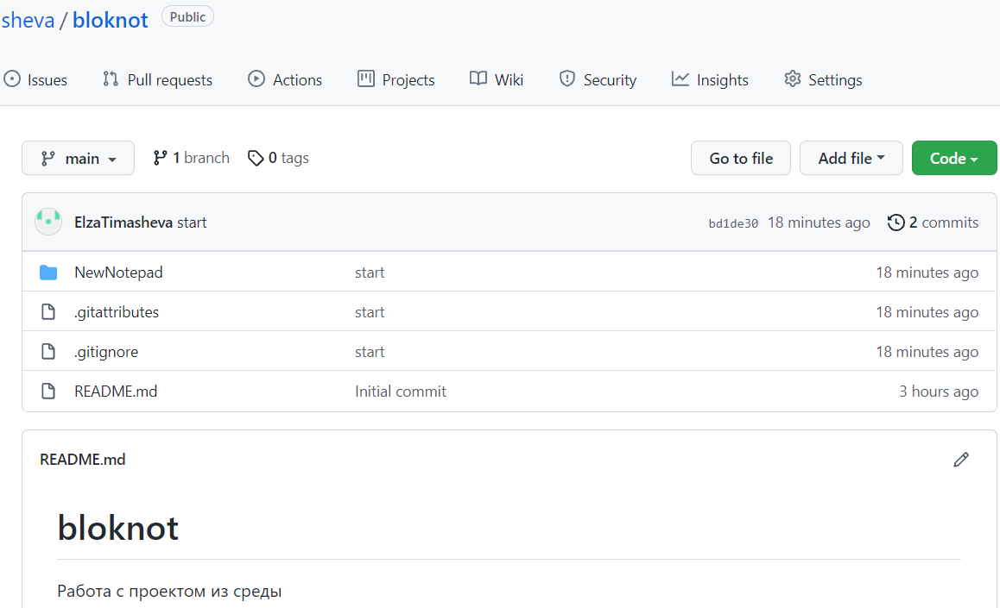 sheva / bloknot Public
Issues Pull requests Actions Projects Wiki Security Insights Settings
main 1 branch 0 tags Go to file Add file Code
ElzaTimasheva start bd1de30 18 minutes ago 2 commits
NewNotepad start 18 minutes ago
.gitattributes start 18 minutes ago
.gitignore start 18 minutes ago
README.md Initial commit 3 hours ago
README.md
bloknot
Работа с проектом из среды